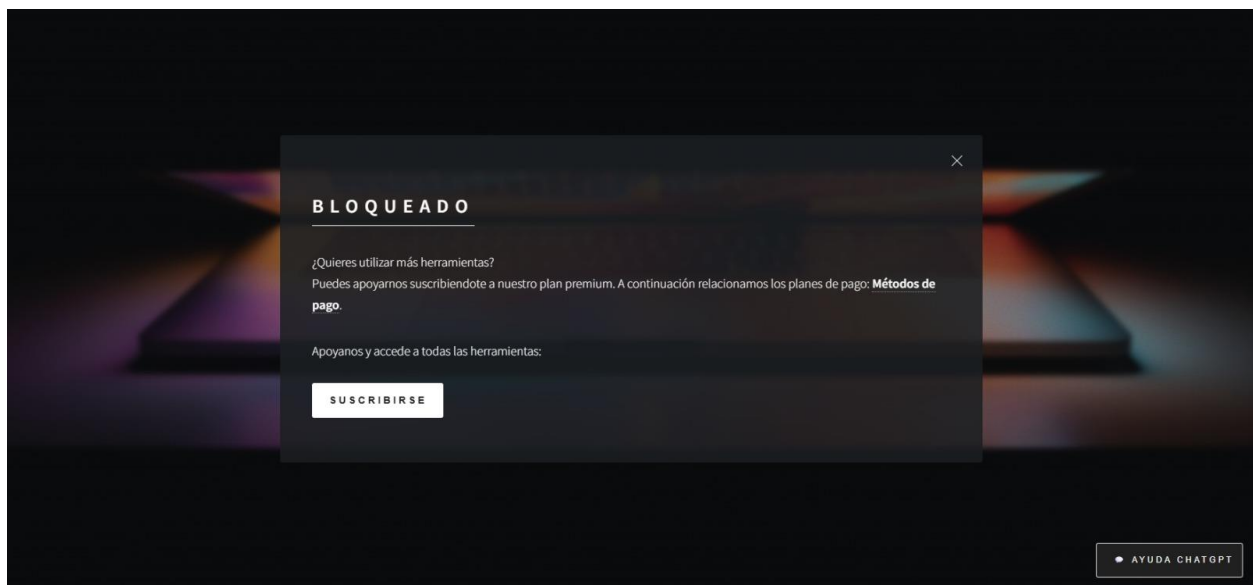 BLOQUEADO
¿Quieres utilizar más herramientas?
Puedes apoyarnos suscribiendote a nuestro plan premium. A continuación relacionamos los planes de pago: Métodos de
pago.
Apoyanos y accede a todas las herramientas:
SUSCRIBIRSE
AYUDA CHATGPT